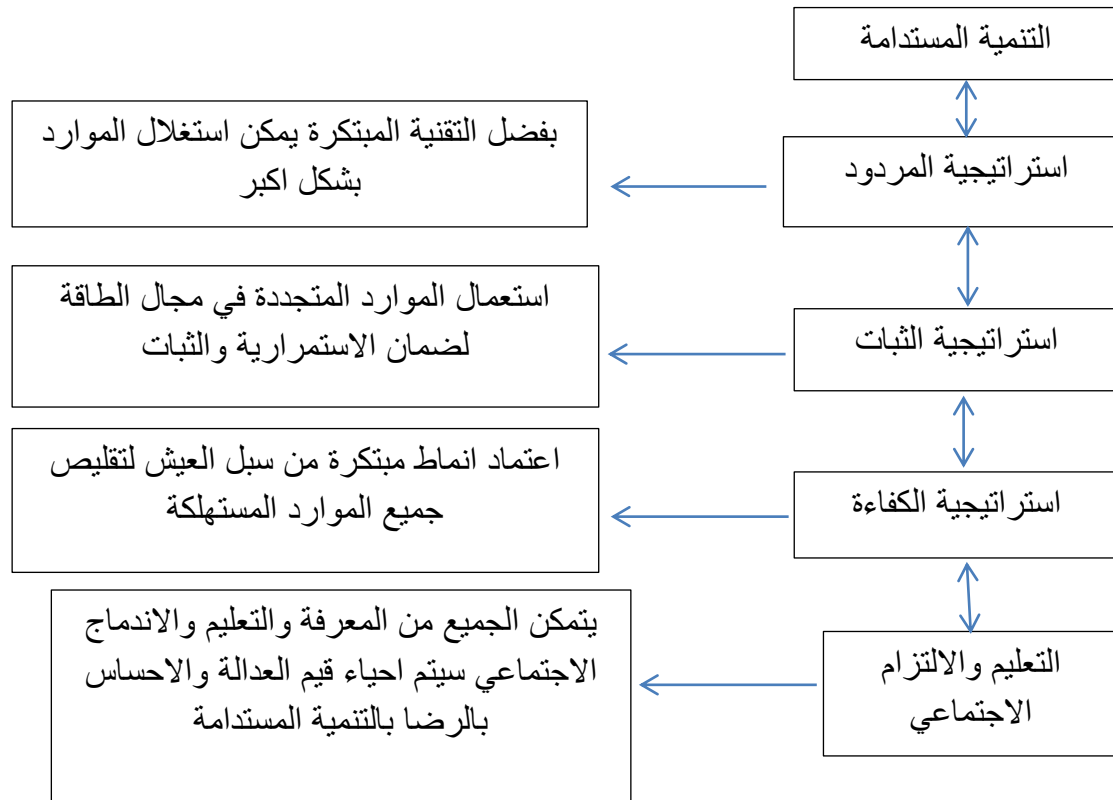 التنمية المستدامة
استراتيجية المردود
بفضل التقنية المبتكرة يمكن استغلال الموارد
بشكل اكبر
استراتيجية الثبات
استعمال الموارد المتجددة في مجال الطاقة
لضمان الاستمرارية والثبات
استراتيجية الكفاءة
اعتماد انماط مبتكرة من سبل العيش لتقليص
جميع الموارد المستهلكة
التعليم والالتزام
الاجتماعي
يتمكن الجميع من المعرفة والتعليم والاندماج
الاجتماعي سيتم احياء قيم العدالة والاحساس
بالرضا بالتنمية المستدامة